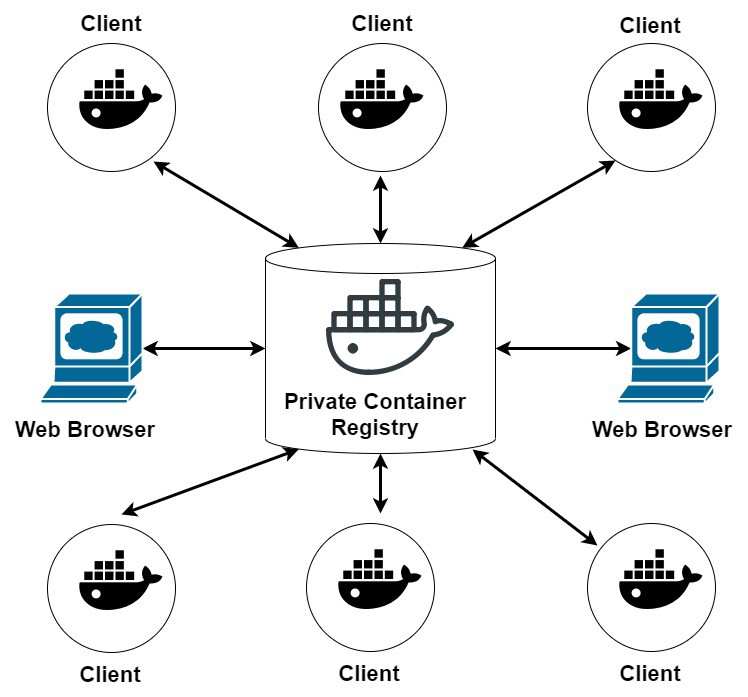 Client
Client
Client
Private Container
Registry
Web Browser
Web Browser
Client
Client
Client